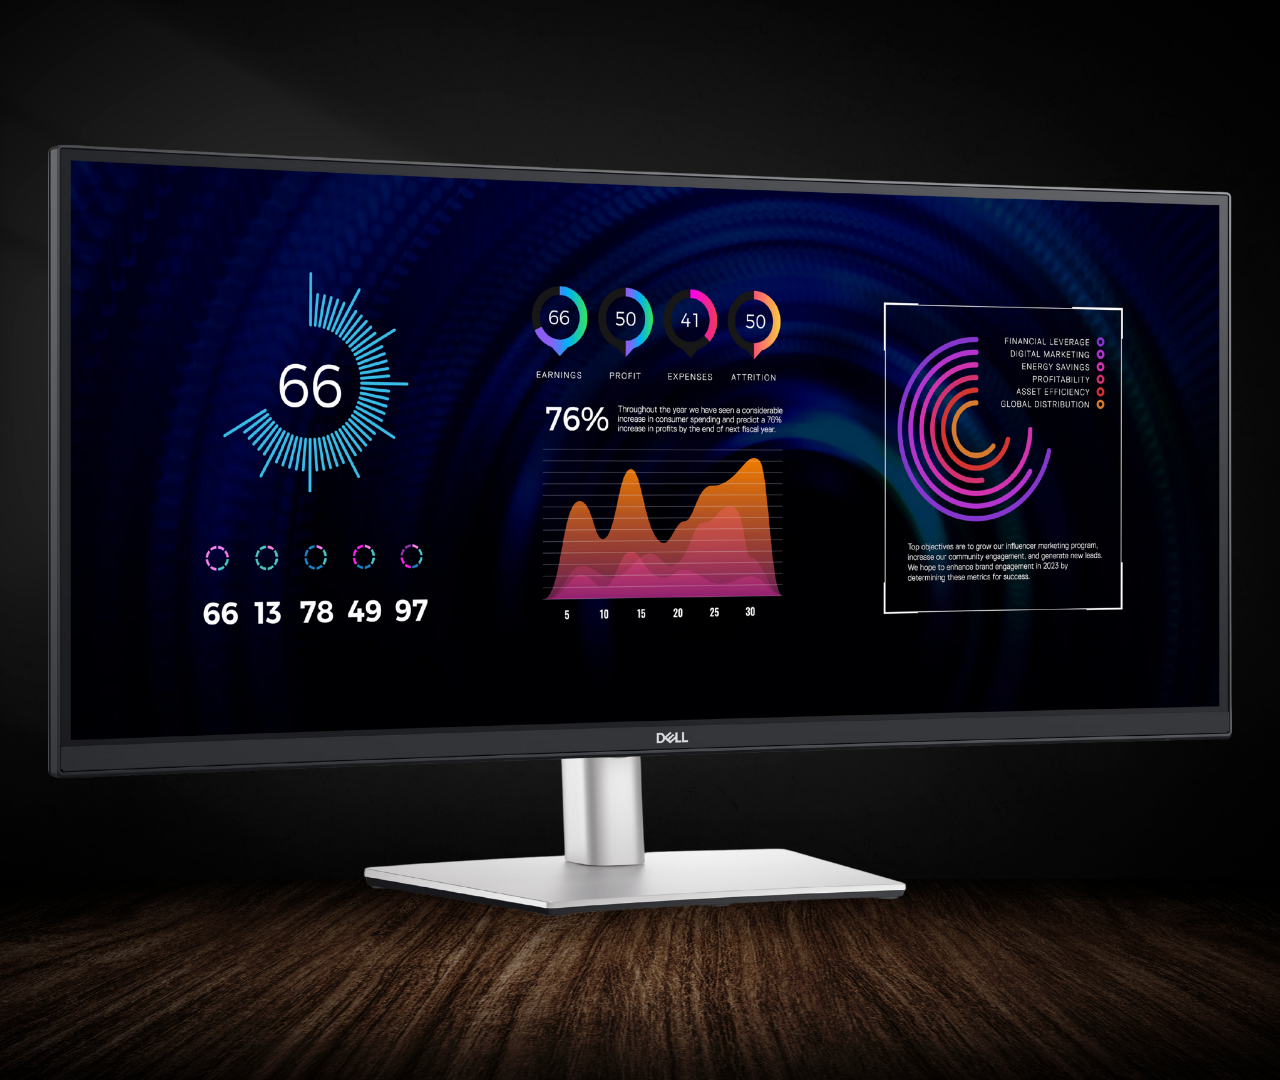 66
66 13 78 49 97
66 50 41 50
EARNINGS PROFIT EXPENSES ATTRITION
76%
Throughout the year we have seen a considerable
increase in consumer spending and predict a 76%
increase in profits by the end of next fiscal year.
5 10 15 20 25 30
FINANCIAL LEVERAGE
DIGITAL MARKETING
ENERGY SAVINGS
PROFITABILITY
ASSET EFFICIENCY
GLOBAL DISTRIBUTION
Top objectives are to grow our influencer marketing program,
increase our community engagement, and generate new leads.
We hope to enhance brand engagement in 2023 by
determining these metrics for success.
DELL